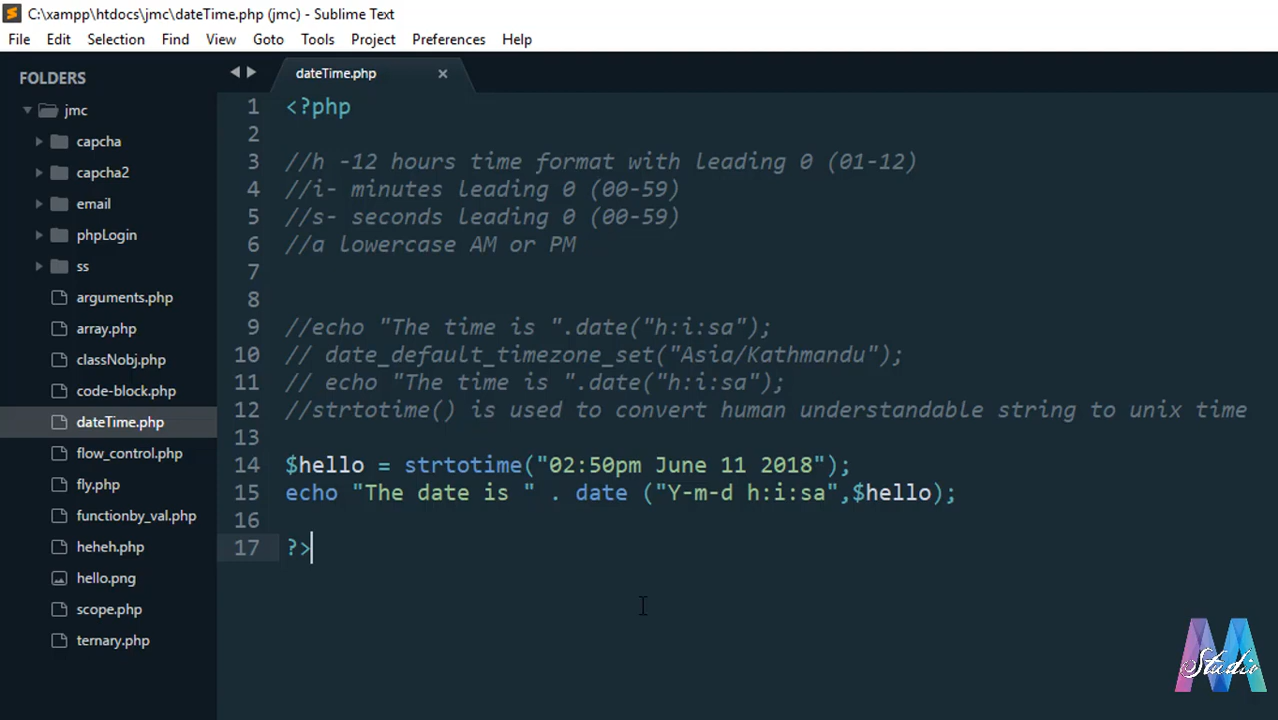 C:\xampp\htdocs\jmc\dateTime.php (jmc) - Sublime Text
File Edit Selection Find View Goto Tools Project Preferences Help
FOLDERS
jmc
capcha
capcha2
email
phpLogin
ss
arguments.php
array.php
classNobj.php
code-block.php
dateTime.php
flow_control.php
fly.php
functionby_val.php
heheh.php
hello.png
scope.php
ternary.php
dateTime.php
1 <?php
2
3 //h -12 hours time format with leading 0 (01-12)
4 //i- minutes leading 0 (00-59)
5 //s- seconds leading 0 (00-59)
6 //a lowercase AM or PM
7
8
9 //echo "The time is ".date("h:i:sa");
10 // date_default_timezone_set("Asia/Kathmandu");
11 // echo "The time is ".date("h:i:sa");
12 //strtotime() is used to convert human understandable string to unix time
13
14 $hello = strtotime("02:50pm June 11 2018");
15 echo "The date is " . date ("Y-m-d h:i:sa",$hello);
16
17 ?>
M
Studio